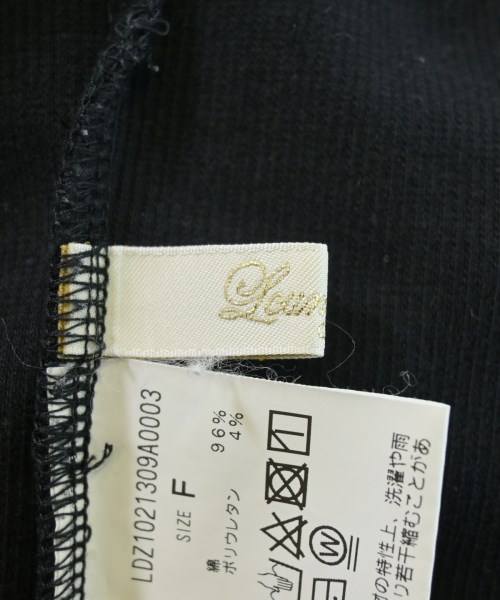 Loun
LDZ1021309A0003
SIZE F
綿 96%
ポリウレタン 4%
W
の特性上、洗濯や雨
り若干縮むことがあ